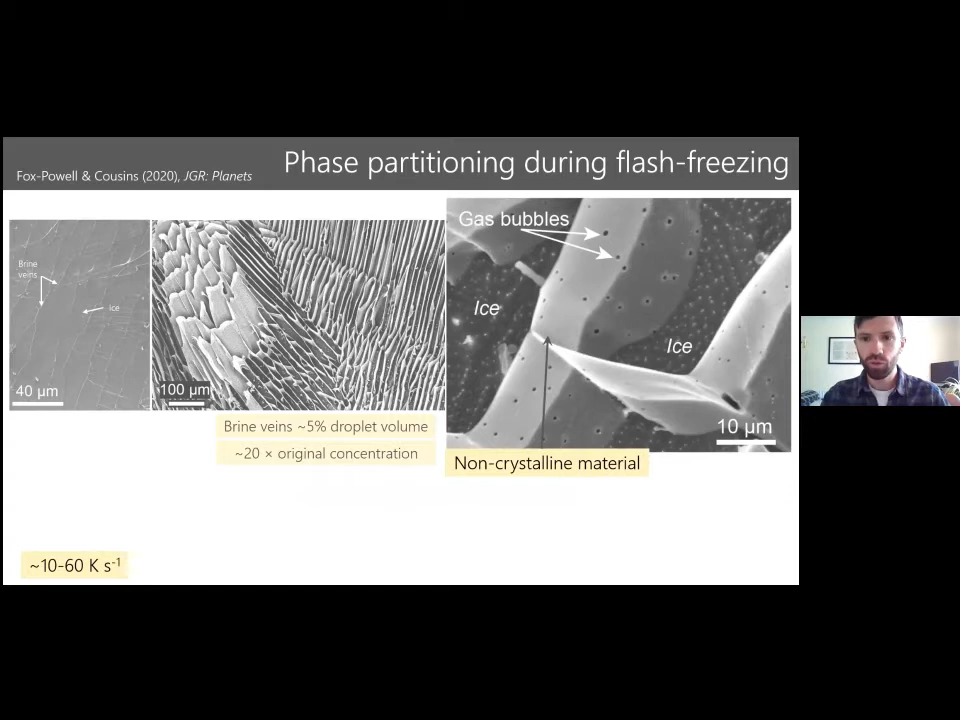 Phase partitioning during flash-freezing
Fox-Powell & Cousins (2020), JGR: Planets
Brine
veins
Ice
40 μm
100 μm
Gas bubbles
Ice
Ice
10 μm
Brine veins ~5% droplet volume
~20 × original concentration
Non-crystalline material
~10-60 K s⁻¹